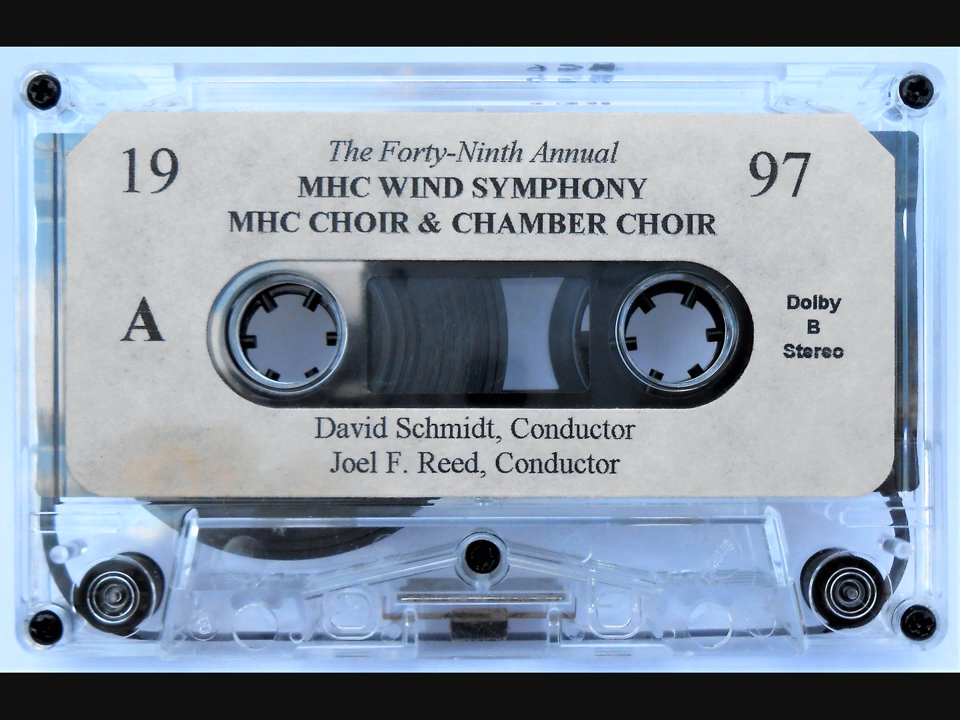 19
The Forty-Ninth Annual
97
MHC WIND SYMPHONY
MHC CHOIR & CHAMBER CHOIR
A
Dolby
B
Stereo
David Schmidt, Conductor
Joel F. Reed, Conductor